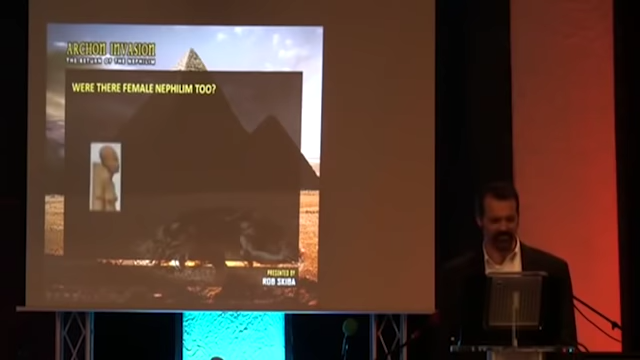 ARCHON INVASION
THE RETURN OF THE NEPHILIM
WERE THERE FEMALE NEPHILIM TOO?
PRESENTED BY
ROB SKIBA